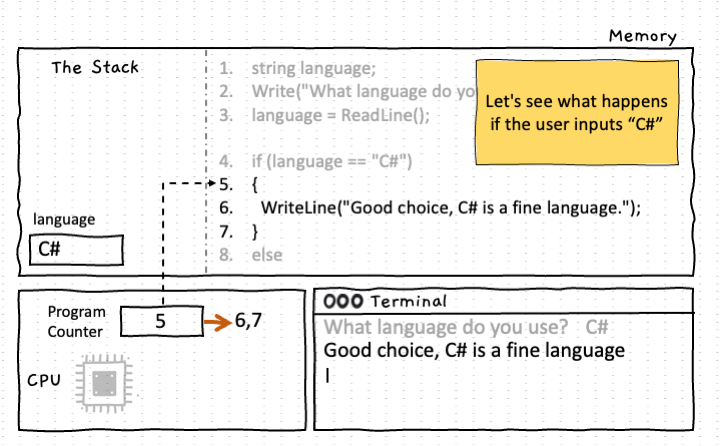 Memory
The Stack
1. string language;
2. Write("What language do yo
3. language = ReadLine();
Let's see what happens
if the user inputs “C#”
4. if (language == "C#")
5. {
6. WriteLine("Good choice, C# is a fine language.");
7. }
8. else
language
C#
Program
Counter
5
6,7
CPU
OOO Terminal
What language do you use? C#
Good choice, C# is a fine language
|